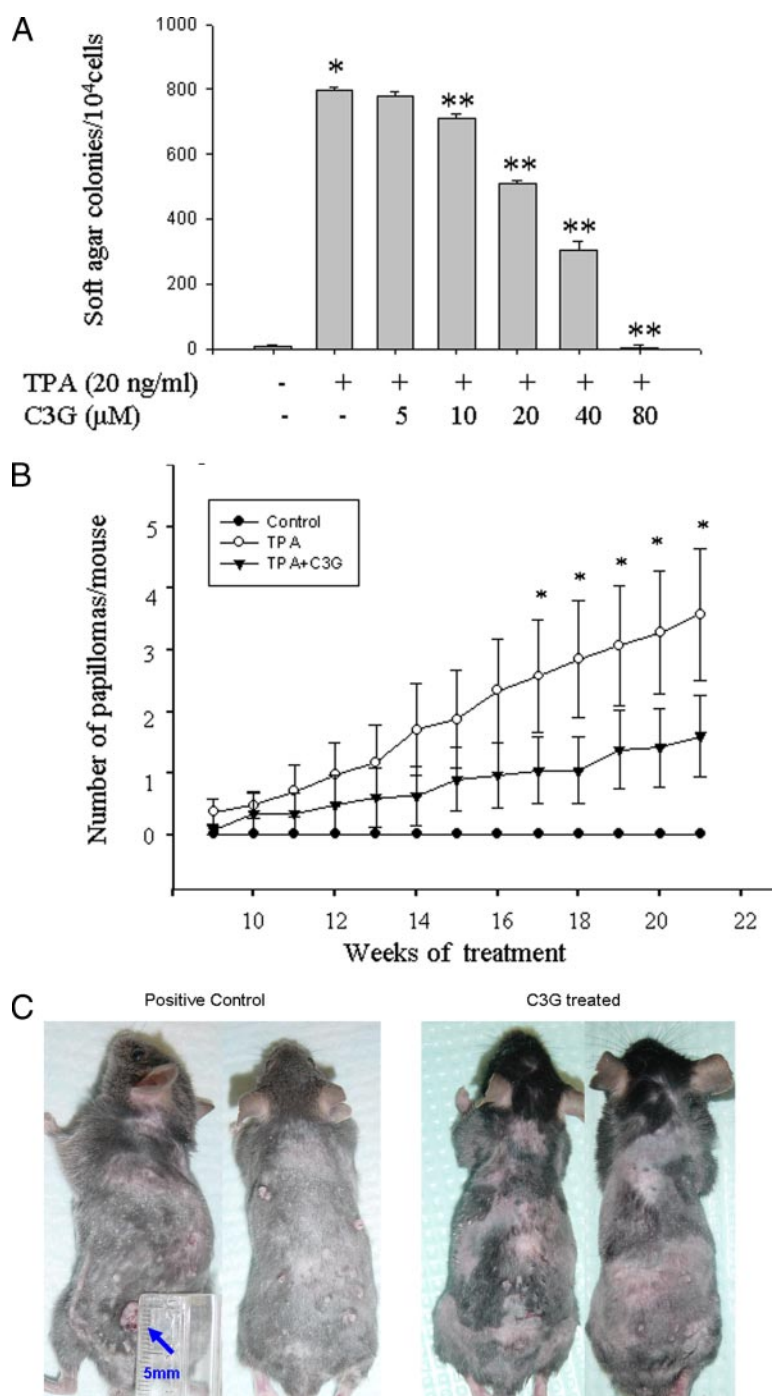 A
1000
800
600
400
200
0
Soft agar colonies/10⁴cells
*
**
**
**
**
TPA (20 ng/ml) - + + + + + +
C3G (μM) - - 5 10 20 40 80
B
5
4
3
2
1
0
Number of papillomas/mouse
Control
TPA
TPA+C3G
* * * * *
10 12 14 16 18 20 22
Weeks of treatment
C
Positive Control C3G treated
5mm